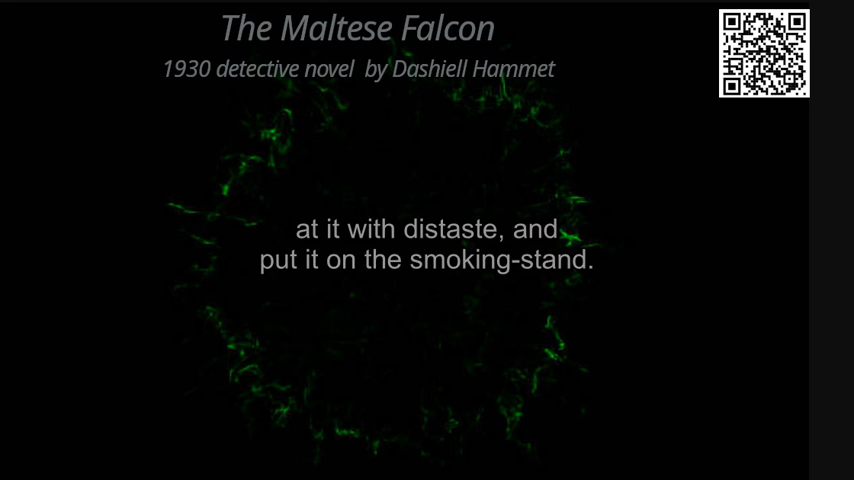 The Maltese Falcon
1930 detective novel by Dashiell Hammet
at it with distaste, and
put it on the smoking-stand.